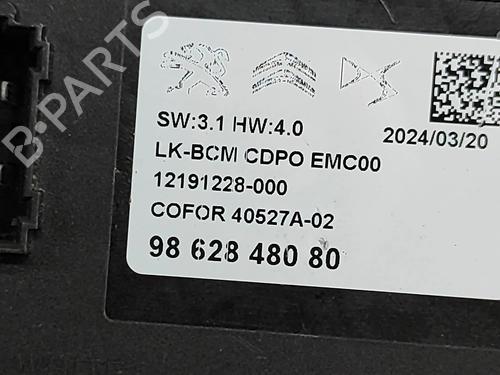 B-PARTS
SW:3.1 HW:4.0
2024/03/20
LK-BCM CDPO EMC00
12191228-000
COFOR 40527A-02
98 628 480 80